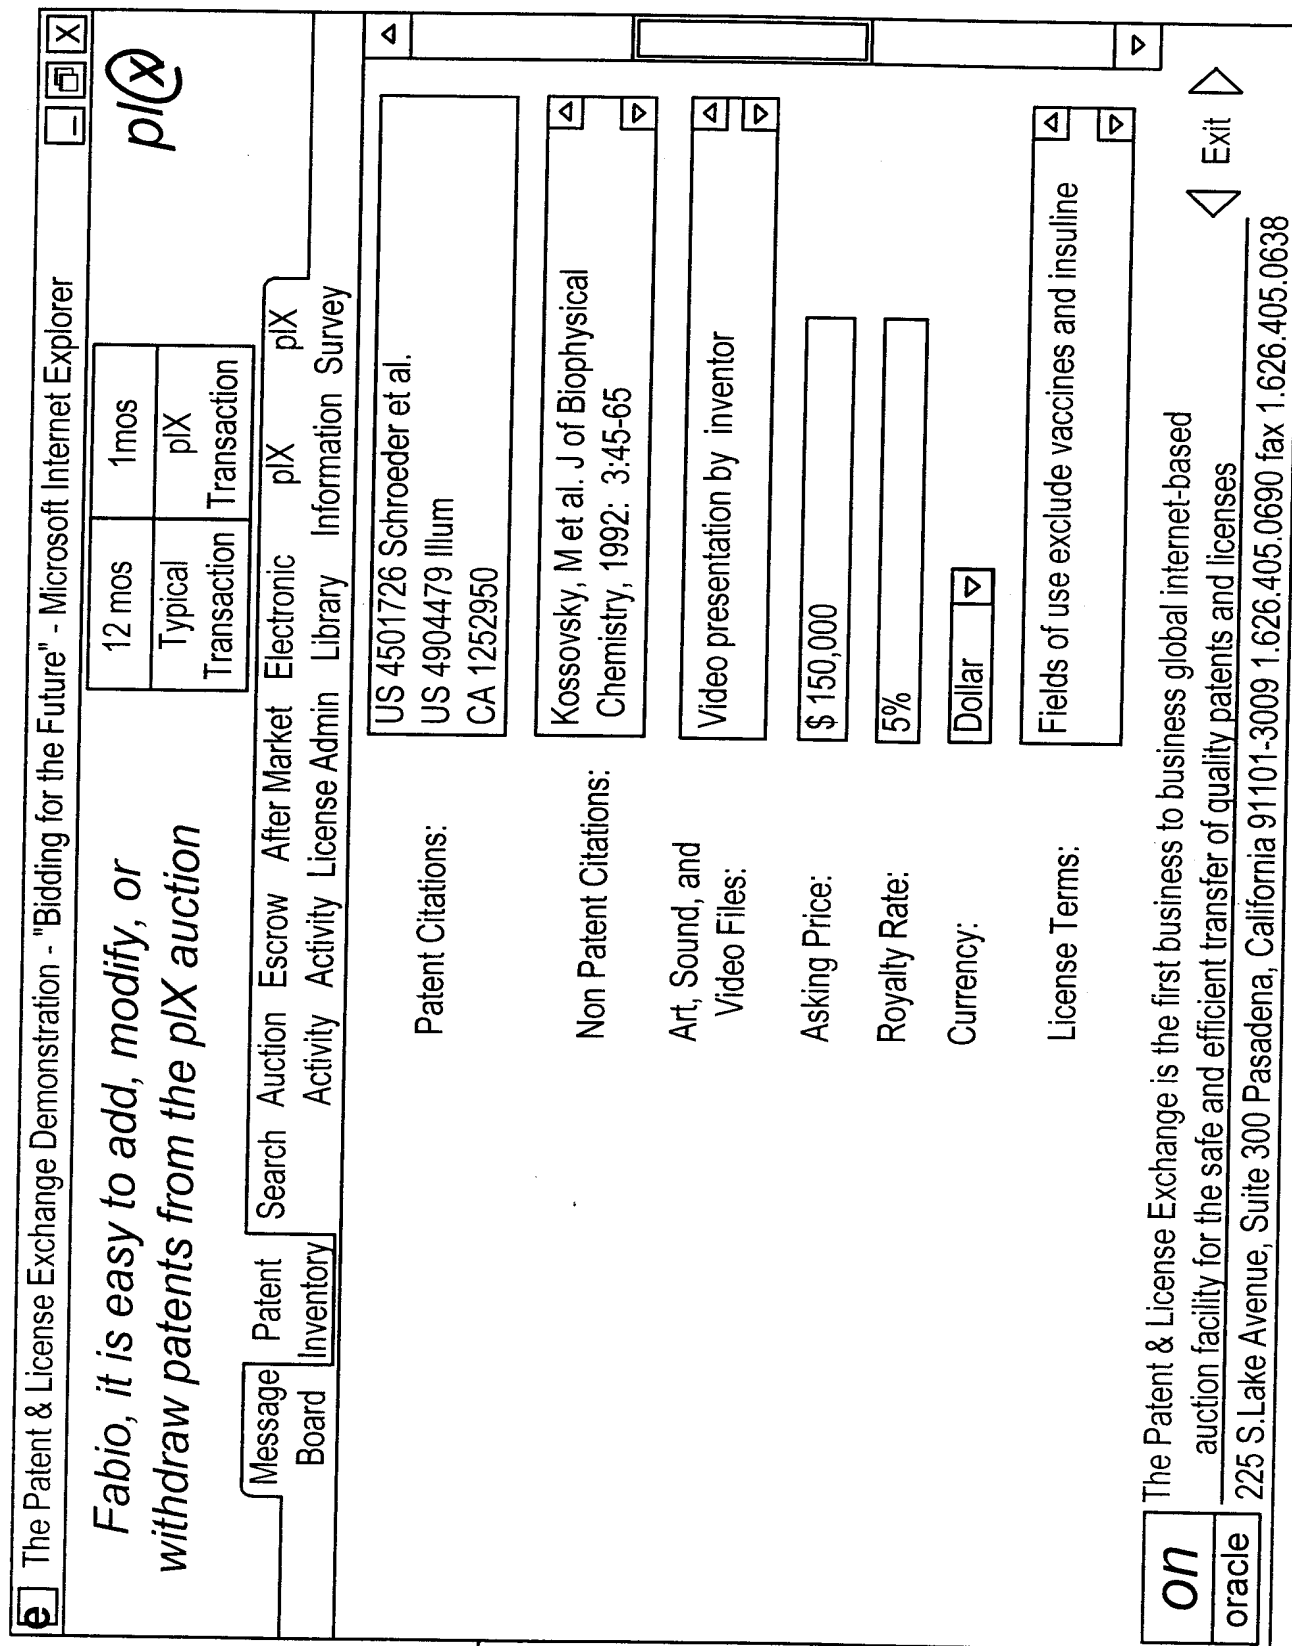 e The Patent & License Exchange Demonstration - "Bidding for the Future" - Microsoft Internet Explorer _ X
Fabio, it is easy to add, modify, or
withdraw patents from the plX auction
12 mos 1mos
Typical Transaction
plX Transaction
plx
Message Board
Patent Inventory
Search
Auction Activity
Escrow Activity
After Market License Admin
Electronic Library
plX Information
plX Survey
Patent Citations:
US 4501726 Schroeder et al.
US 4904479 Illum
CA 1252950
Non Patent Citations:
Kossovsky, M et al. J of Biophysical
Chemistry, 1992: 3:45-65
Art, Sound, and
Video Files:
Video presentation by inventor
Asking Price: $ 150,000
Royalty Rate: 5%
Currency: Dollar
License Terms: Fields of use exclude vaccines and insuline
on
oracle
The Patent & License Exchange is the first business to business global internet-based
auction facility for the safe and efficient transfer of quality patents and licenses
225 S.Lake Avenue, Suite 300 Pasadena, California 91101-3009 1.626.405.0690 fax 1.626.405.0638
Exit